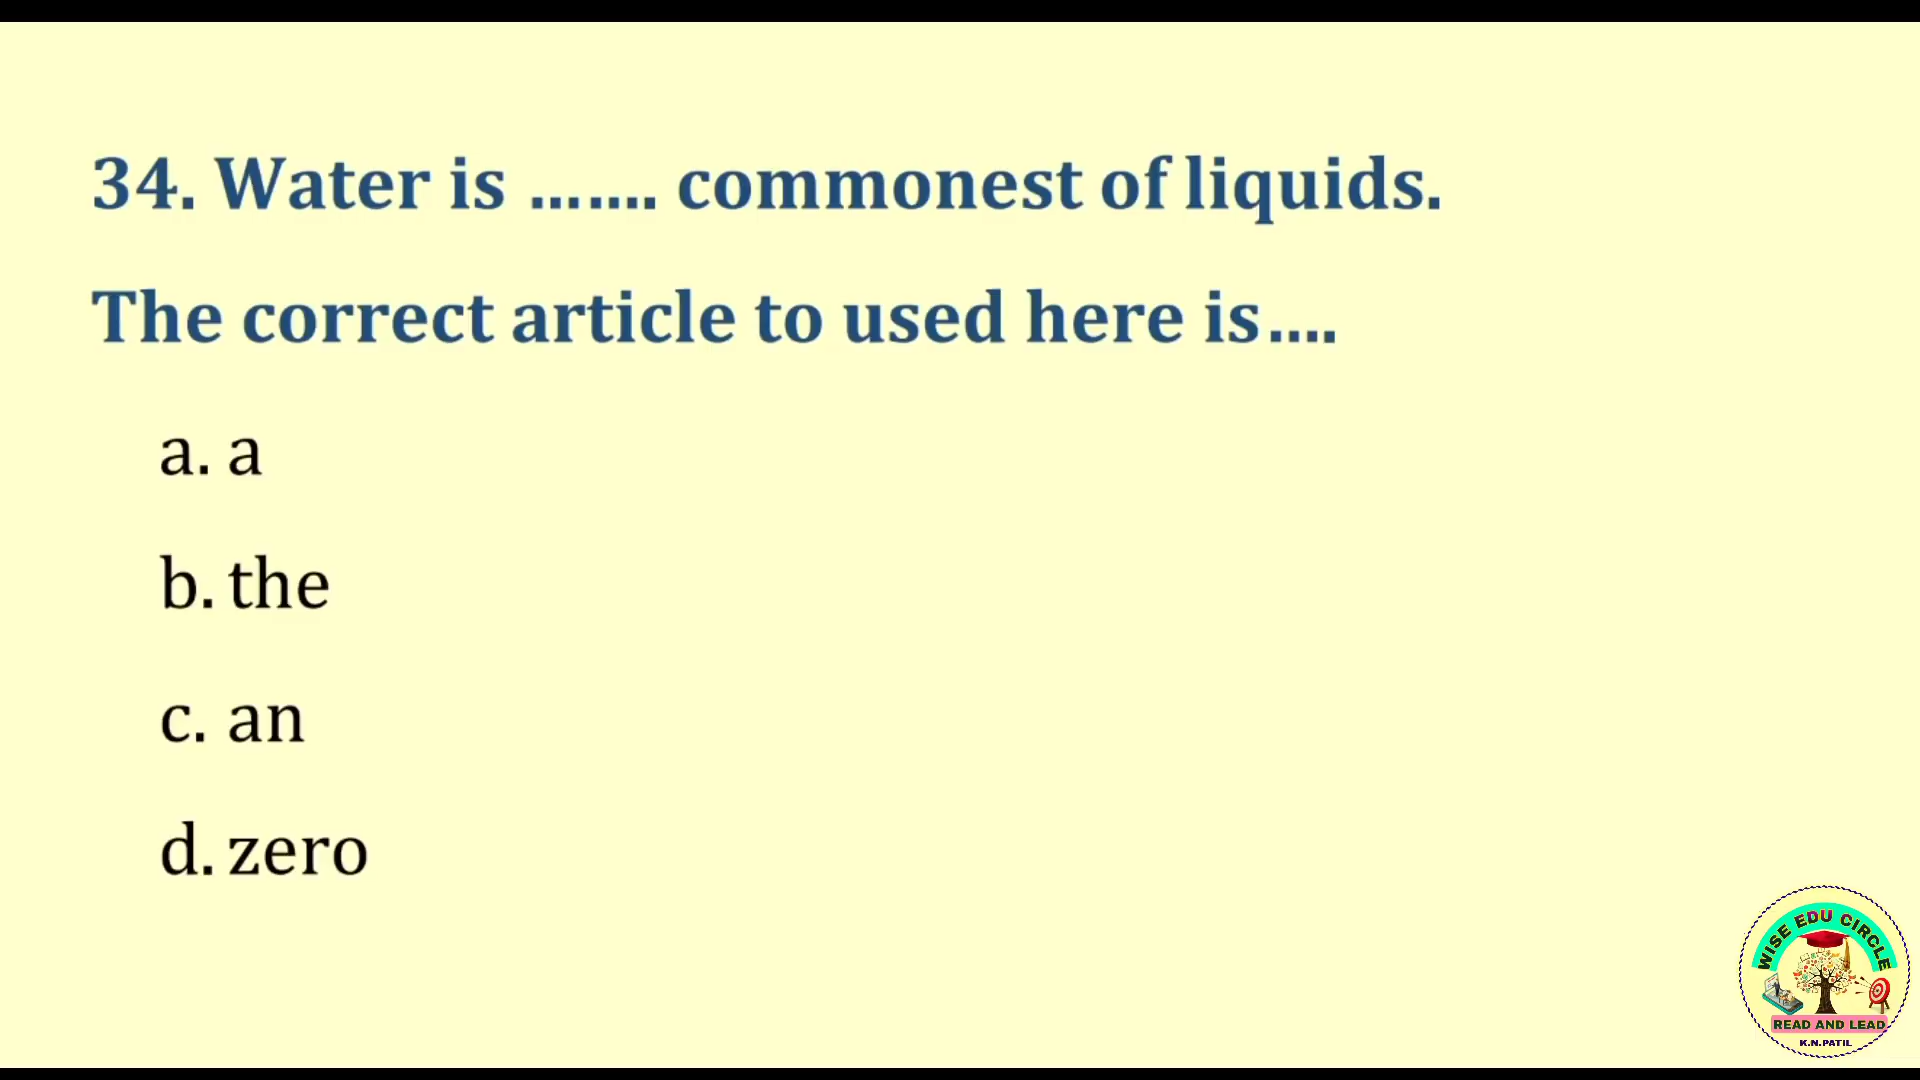 34. Water is ……. commonest of liquids.
The correct article to used here is….
a. a
b. the
c. an
d. zero
WISE EDU CIRCLE
READ AND LEAD
K.N.PATIL